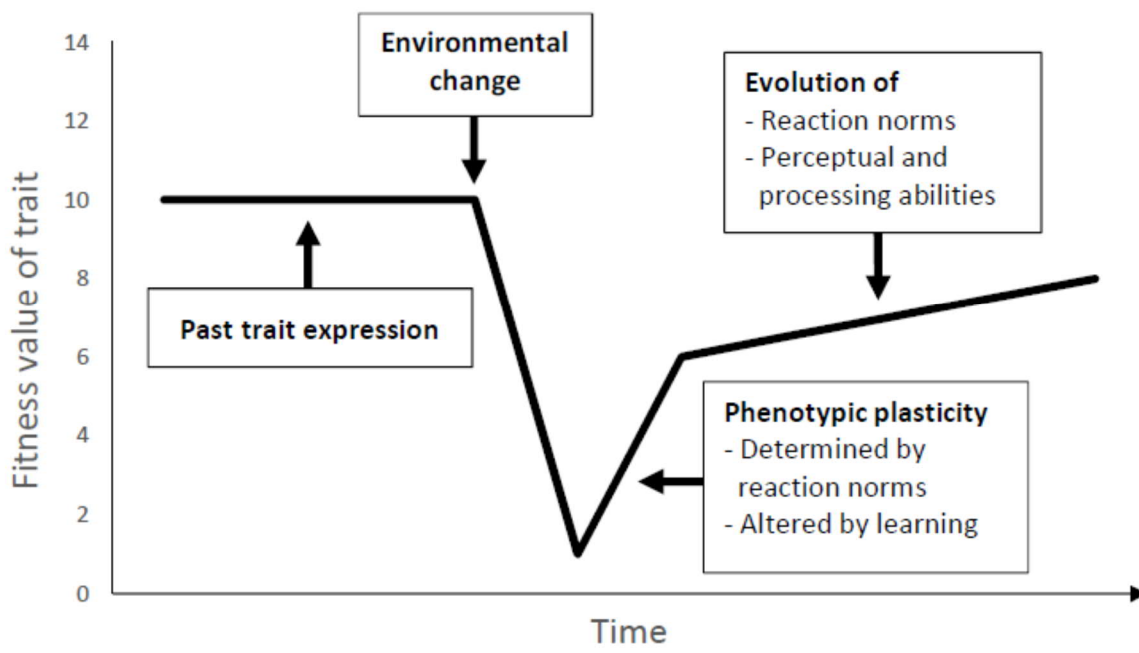 Fitness value of trait
14
12
10
8
6
4
2
0
Environmental
change
Past trait expression
Evolution of
- Reaction norms
- Perceptual and
processing abilities
Phenotypic plasticity
- Determined by
reaction norms
- Altered by learning
Time